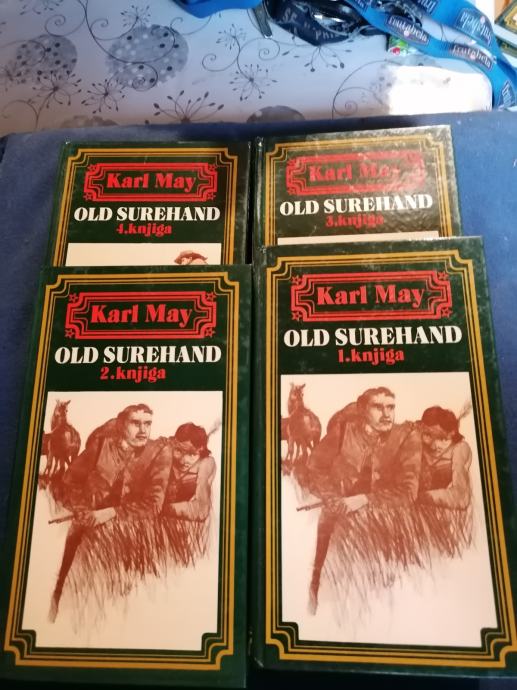 Karl May
OLD SUREHAND
4.knjiga
Karl May
OLD SUREHAND
3.knjiga
Karl May
OLD SUREHAND
2.knjiga
Karl May
OLD SUREHAND
1.knjiga
frutabela